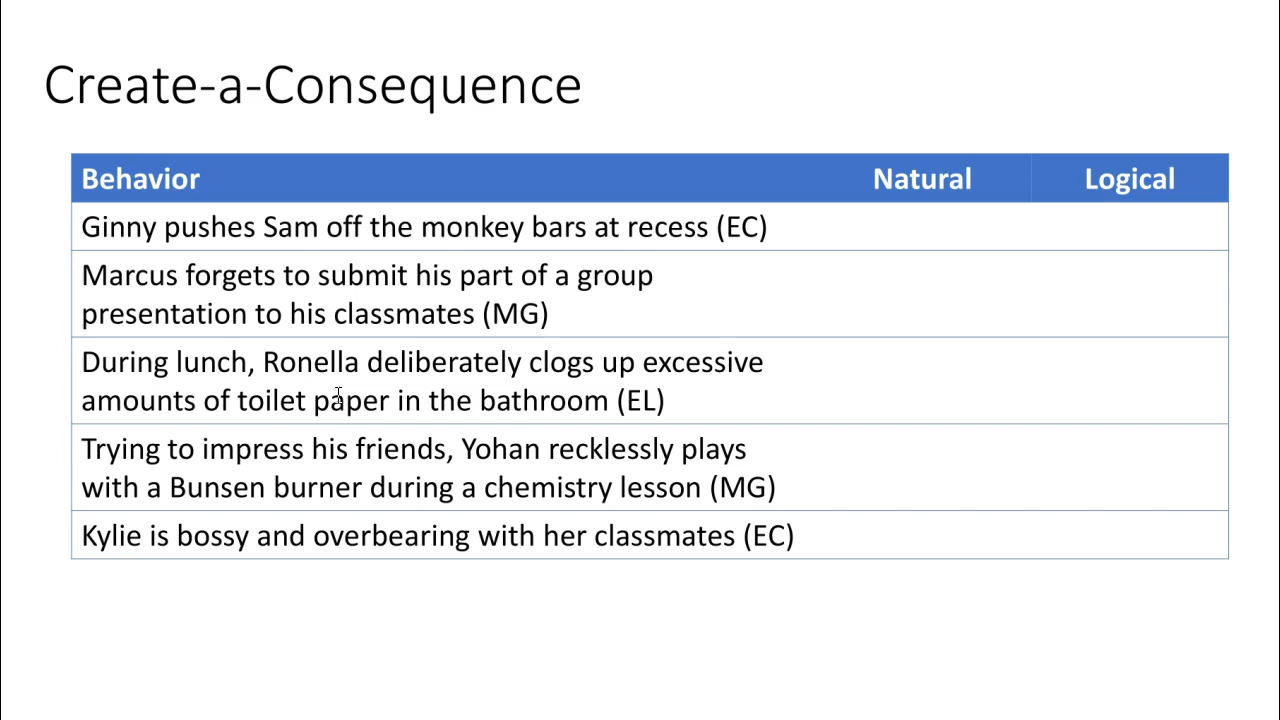 Create-a-Consequence
Behavior Natural Logical
Ginny pushes Sam off the monkey bars at recess (EC)
Marcus forgets to submit his part of a group
presentation to his classmates (MG)
During lunch, Ronella deliberately clogs up excessive
amounts of toilet paper in the bathroom (EL)
Trying to impress his friends, Yohan recklessly plays
with a Bunsen burner during a chemistry lesson (MG)
Kylie is bossy and overbearing with her classmates (EC)